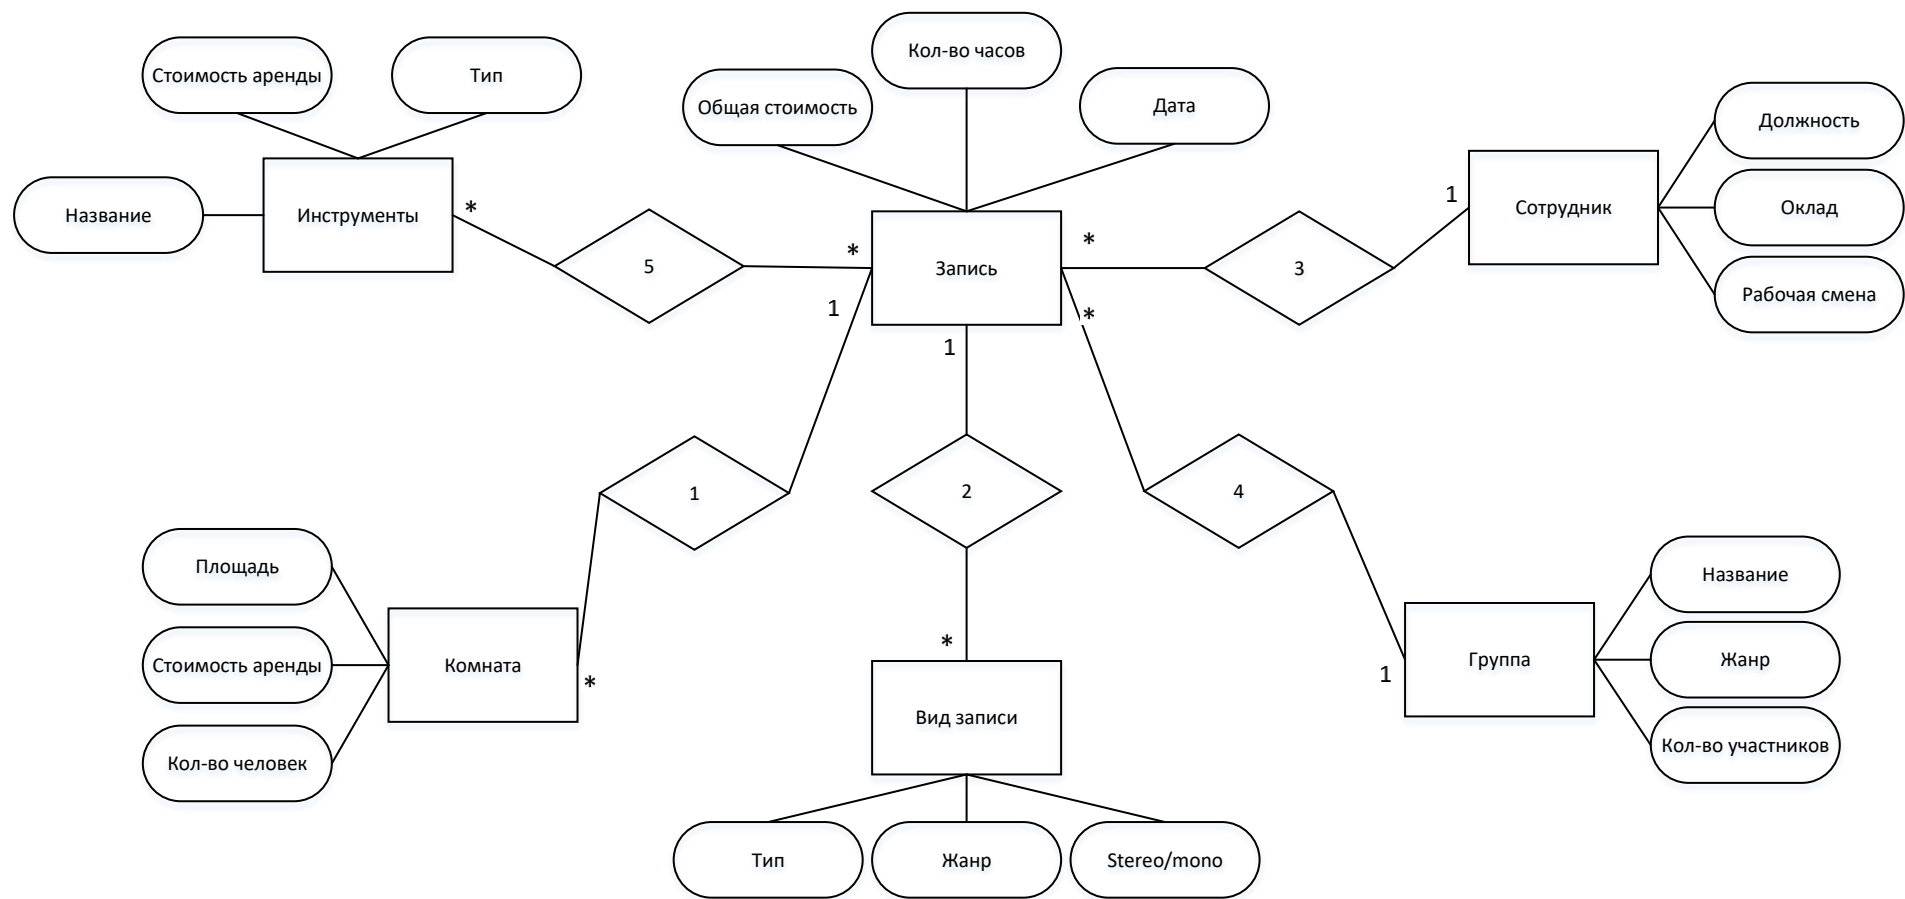 Кол-во часов
Стоимость аренды
Тип
Общая стоимость
Дата
Должность
Название
Инструменты
*
5
*
Запись
*
3
1
Сотрудник
Оклад
Рабочая смена
1
1
*
1
2
4
Площадь
Стоимость аренды
Кол-во человек
Комната
*
*
Вид записи
1
Группа
Название
Жанр
Кол-во участников
Тип
Жанр
Stereo/mono